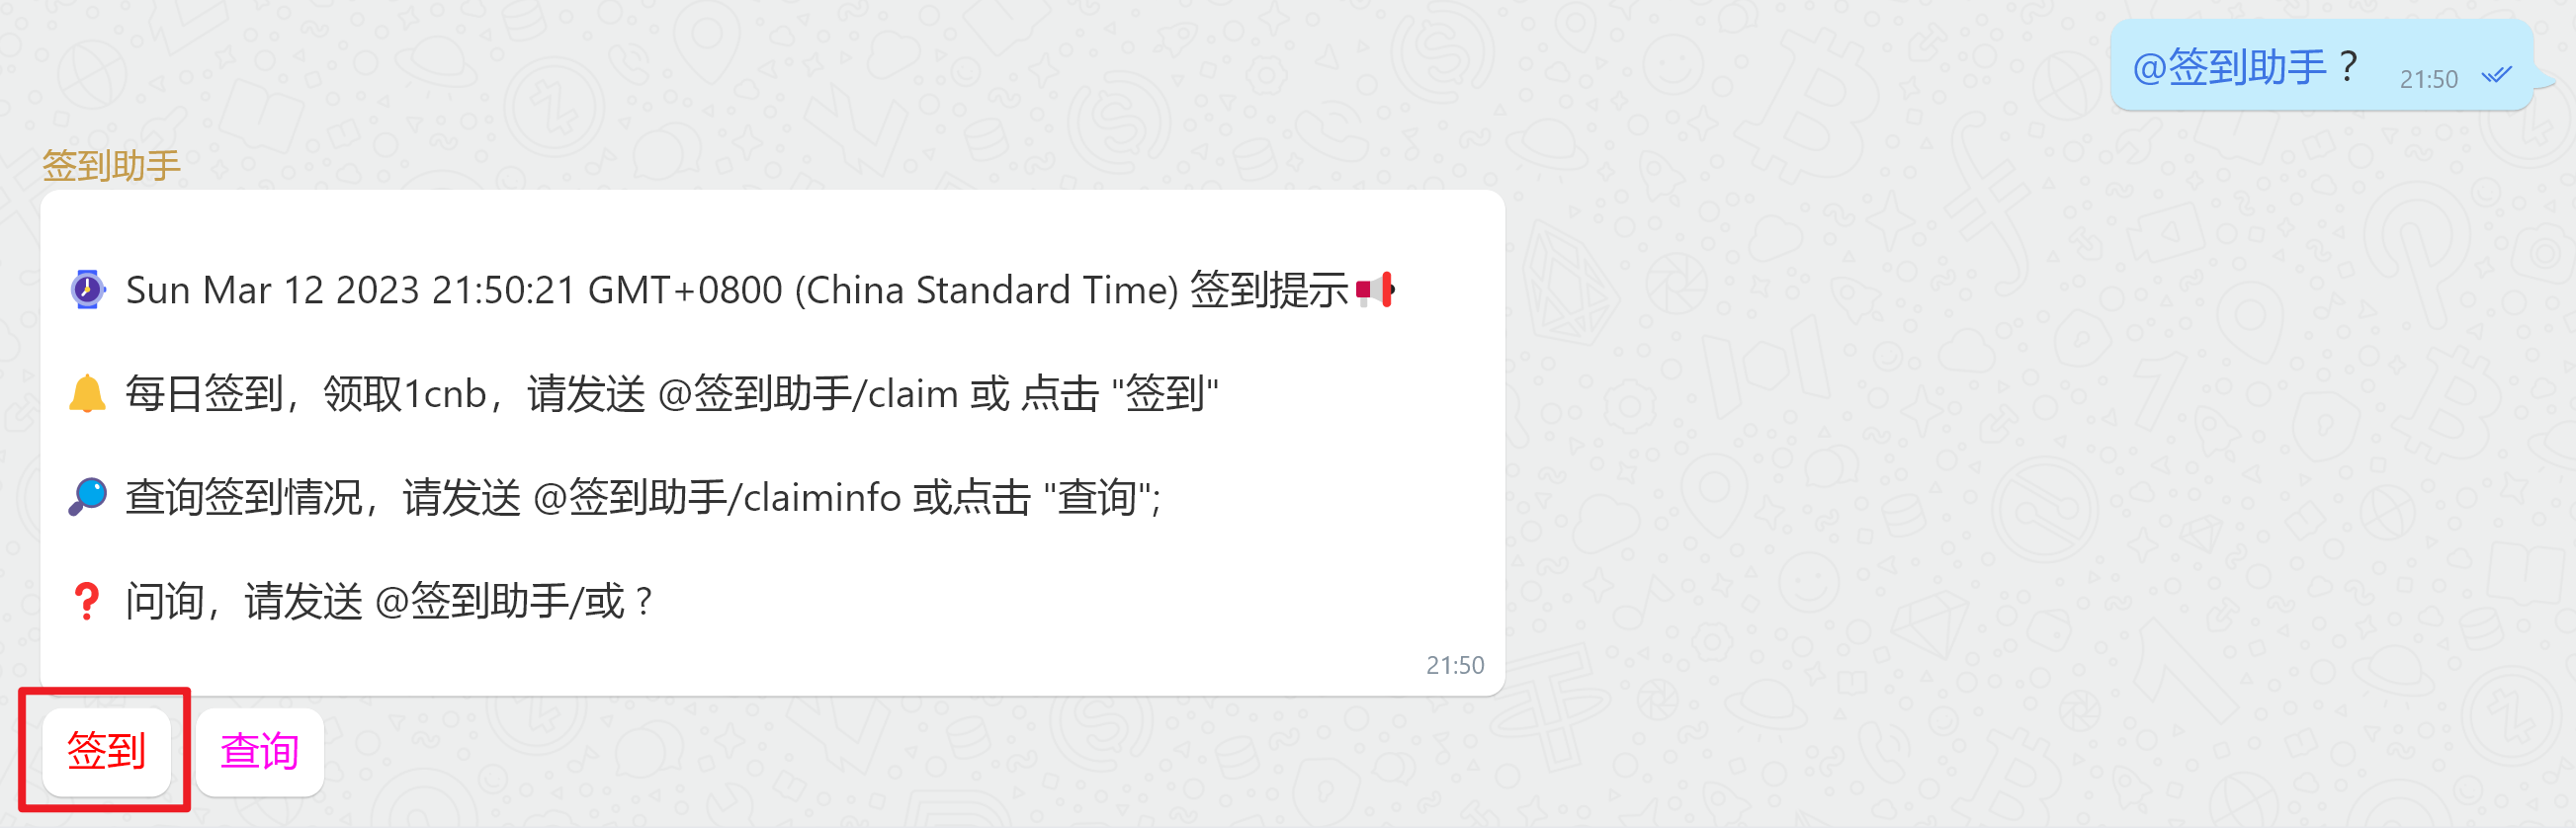 @签到助手 ？ 21:50
签到助手
Sun Mar 12 2023 21:50:21 GMT+0800 (China Standard Time) 签到提示
每日签到，领取1cnb，请发送 @签到助手/claim 或 点击 "签到"
查询签到情况，请发送 @签到助手/claiminfo 或点击 "查询";
问询，请发送 @签到助手/或？
21:50
签到 查询